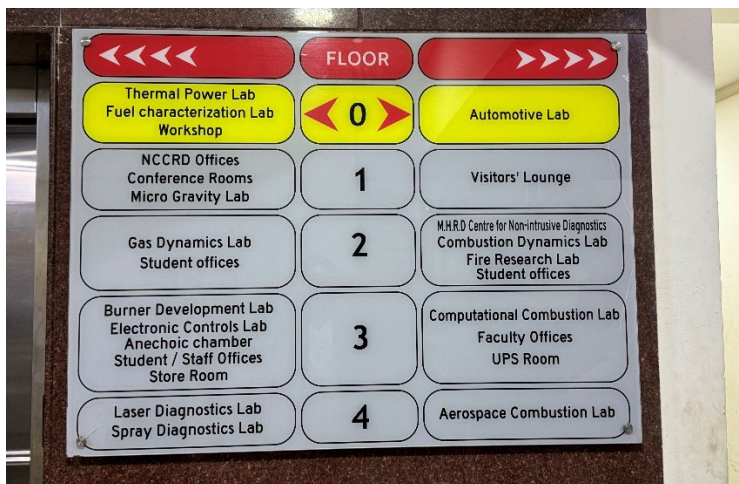 <<<< FLOOR >>>>
Thermal Power Lab
Fuel characterization Lab
Workshop
< 0 >
Automotive Lab
NCCRD Offices
Conference Rooms
Micro Gravity Lab
1
Visitors' Lounge
Gas Dynamics Lab
Student offices
2
M.H.R.D Centre for Non-intrusive Diagnostics
Combustion Dynamics Lab
Fire Research Lab
Student offices
Burner Development Lab
Electronic Controls Lab
Anechoic chamber
Student / Staff Offices
Store Room
3
Computational Combustion Lab
Faculty Offices
UPS Room
Laser Diagnostics Lab
Spray Diagnostics Lab
4
Aerospace Combustion Lab